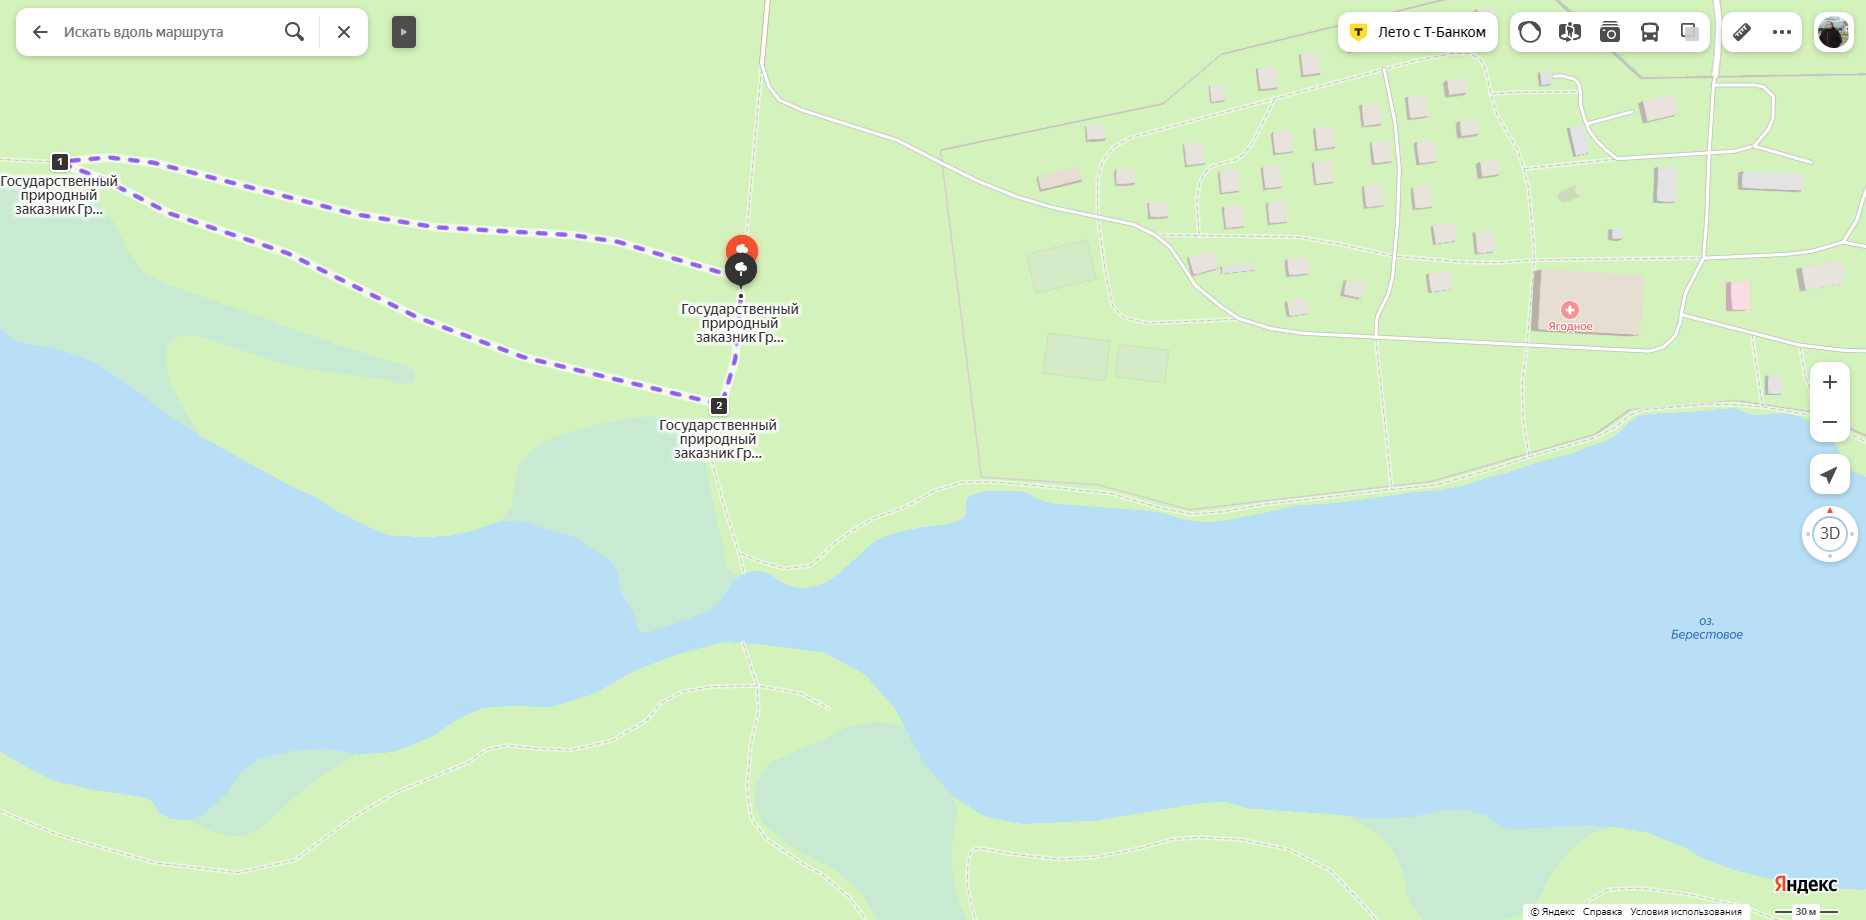 Искать вдоль маршрута
Лето с Т-Банком
1
Государственный
природный
заказник Гр...
Государственный
природный
заказник Гр...
2
Государственный
природный
заказник Гр...
Ягодное
3D
оз.
Берестовое
Яндекс
© Яндекс Справка Условия использования
30 м